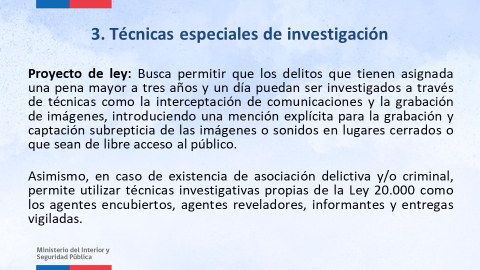 3. Técnicas especiales de investigación
Proyecto de ley: Busca permitir que los delitos que tienen asignada
una pena mayor a tres años y un día puedan ser investigados a través
de técnicas como la interceptación de comunicaciones y la grabación
de imágenes, introduciendo una mención explícita para la grabación y
captación subrepticia de las imágenes o sonidos en lugares cerrados o
que sean de libre acceso al público.
Asimismo, en caso de existencia de asociación delictiva y/o criminal,
permite utilizar técnicas investigativas propias de la Ley 20.000 como
los agentes encubiertos, agentes reveladores, informantes y entregas
vigiladas.
Ministerio del Interior y
Seguridad Pública